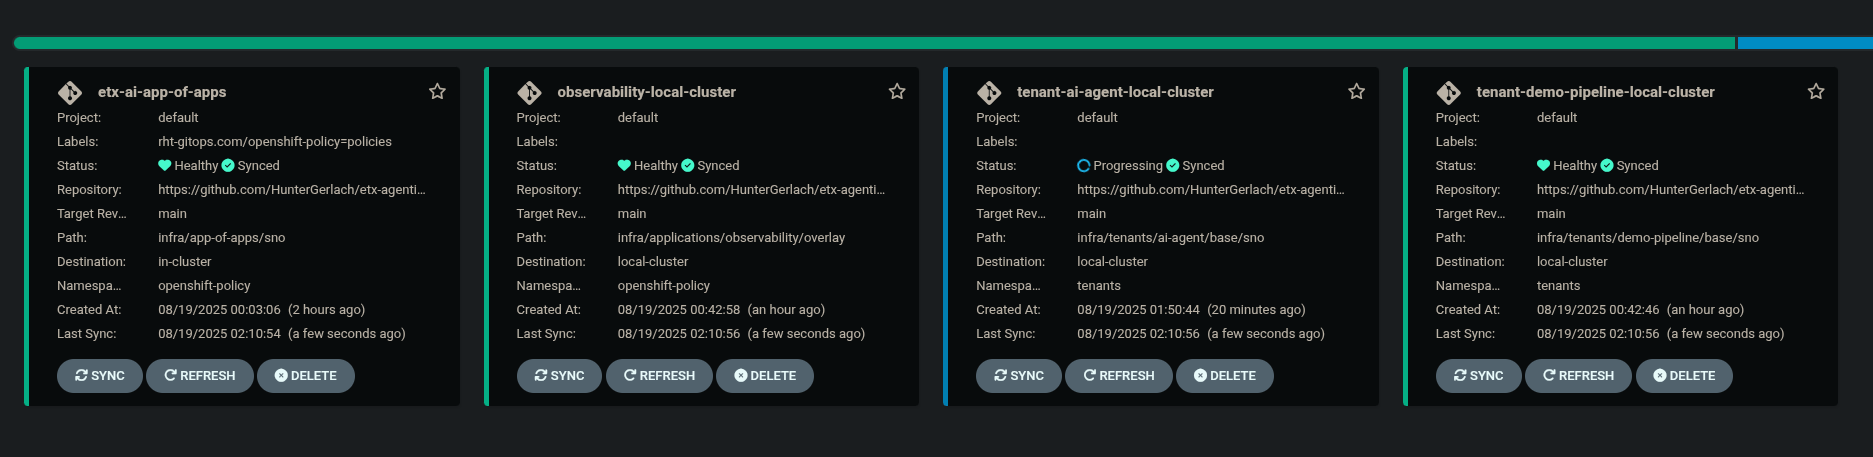 etx-ai-app-of-apps
Project: default
Labels: rht-gitops.com/openshift-policy=policies
Status: Healthy Synced
Repository: https://github.com/HunterGerlach/etx-agenti...
Target Rev... main
Path: infra/app-of-apps/sno
Destination: in-cluster
Namespa... openshift-policy
Created At: 08/19/2025 00:03:06 (2 hours ago)
Last Sync: 08/19/2025 02:10:54 (a few seconds ago)
SYNC REFRESH DELETE
observability-local-cluster
Project: default
Labels:
Status: Healthy Synced
Repository: https://github.com/HunterGerlach/etx-agenti...
Target Rev... main
Path: infra/applications/observability/overlay
Destination: local-cluster
Namespa... openshift-policy
Created At: 08/19/2025 00:42:58 (an hour ago)
Last Sync: 08/19/2025 02:10:56 (a few seconds ago)
SYNC REFRESH DELETE
tenant-ai-agent-local-cluster
Project: default
Labels:
Status: Progressing Synced
Repository: https://github.com/HunterGerlach/etx-agenti...
Target Rev... main
Path: infra/tenants/ai-agent/base/sno
Destination: local-cluster
Namespa... tenants
Created At: 08/19/2025 01:50:44 (20 minutes ago)
Last Sync: 08/19/2025 02:10:56 (a few seconds ago)
SYNC REFRESH DELETE
tenant-demo-pipeline-local-cluster
Project: default
Labels:
Status: Healthy Synced
Repository: https://github.com/HunterGerlach/etx-agenti...
Target Rev... main
Path: infra/tenants/demo-pipeline/base/sno
Destination: local-cluster
Namespa... tenants
Created At: 08/19/2025 00:42:46 (an hour ago)
Last Sync: 08/19/2025 02:10:56 (a few seconds ago)
SYNC REFRESH DELETE